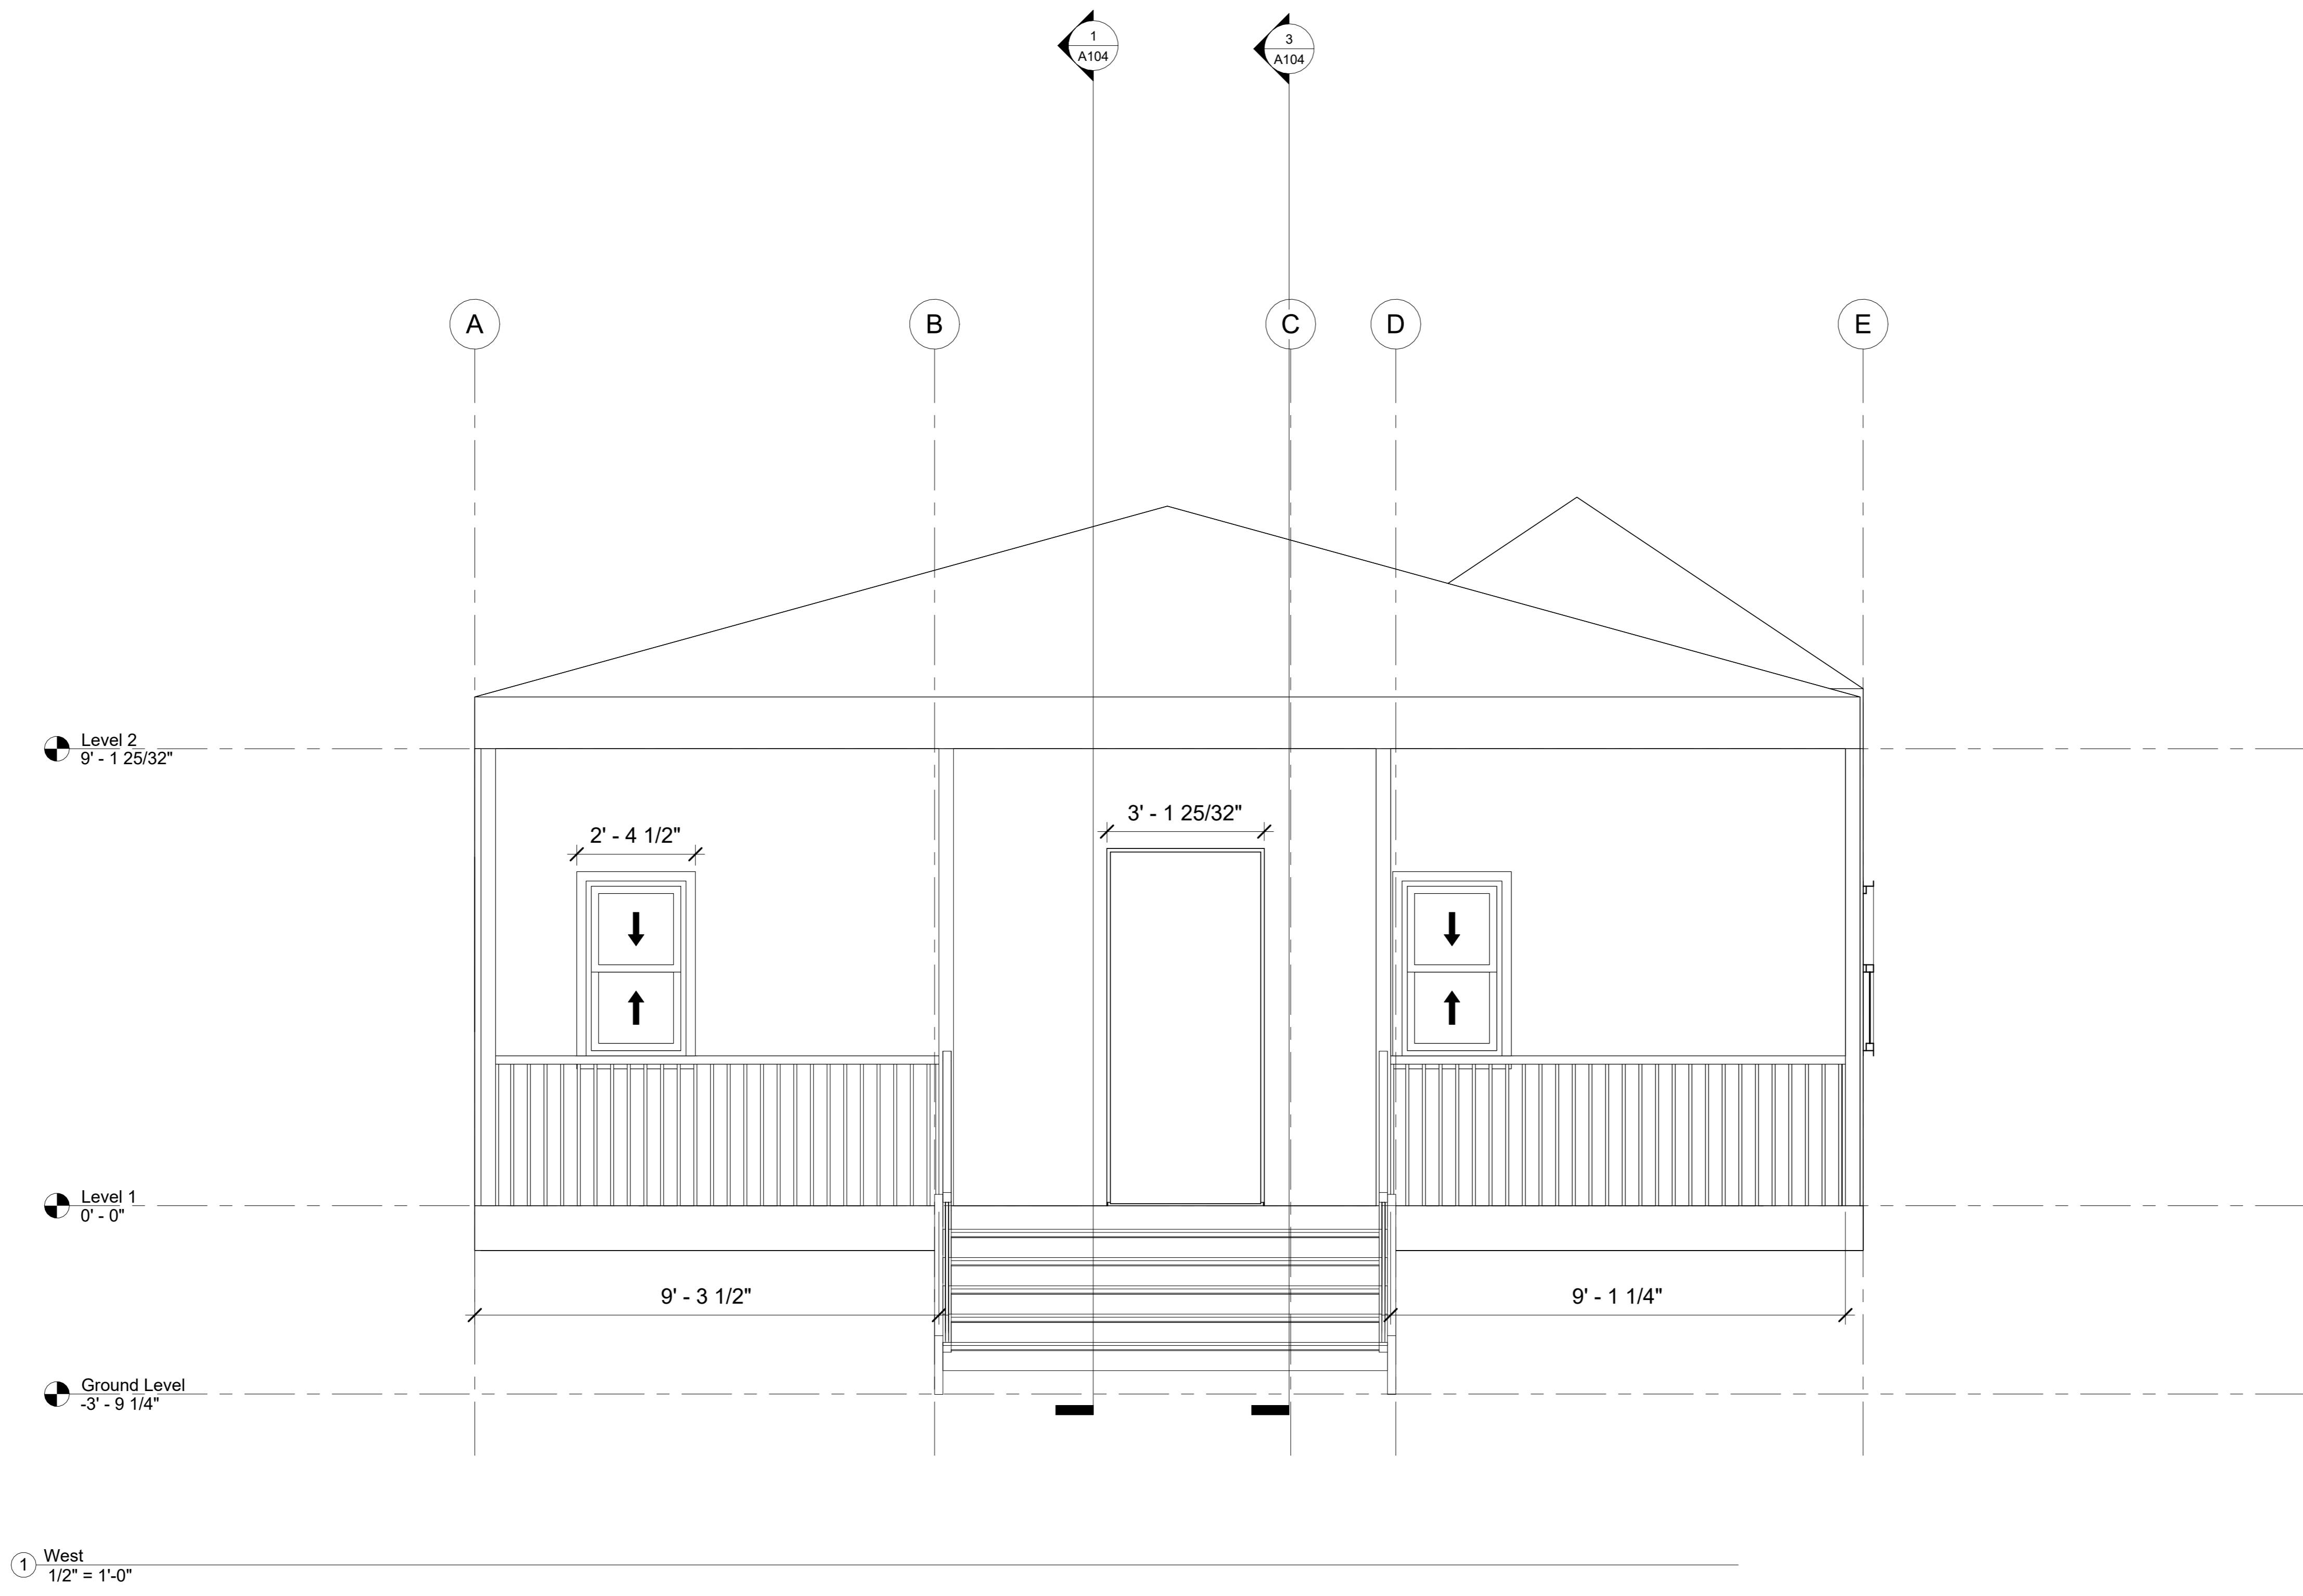 1
A104
3
A104
A
B
C
D
E
Level 2
9' - 1 25/32"
3' - 1 25/32"
2' - 4 1/2"
Level 1
0' - 0"
9' - 3 1/2"
9' - 1 1/4"
Ground Level
-3' - 9 1/4"
1
West
1/2" = 1'-0"